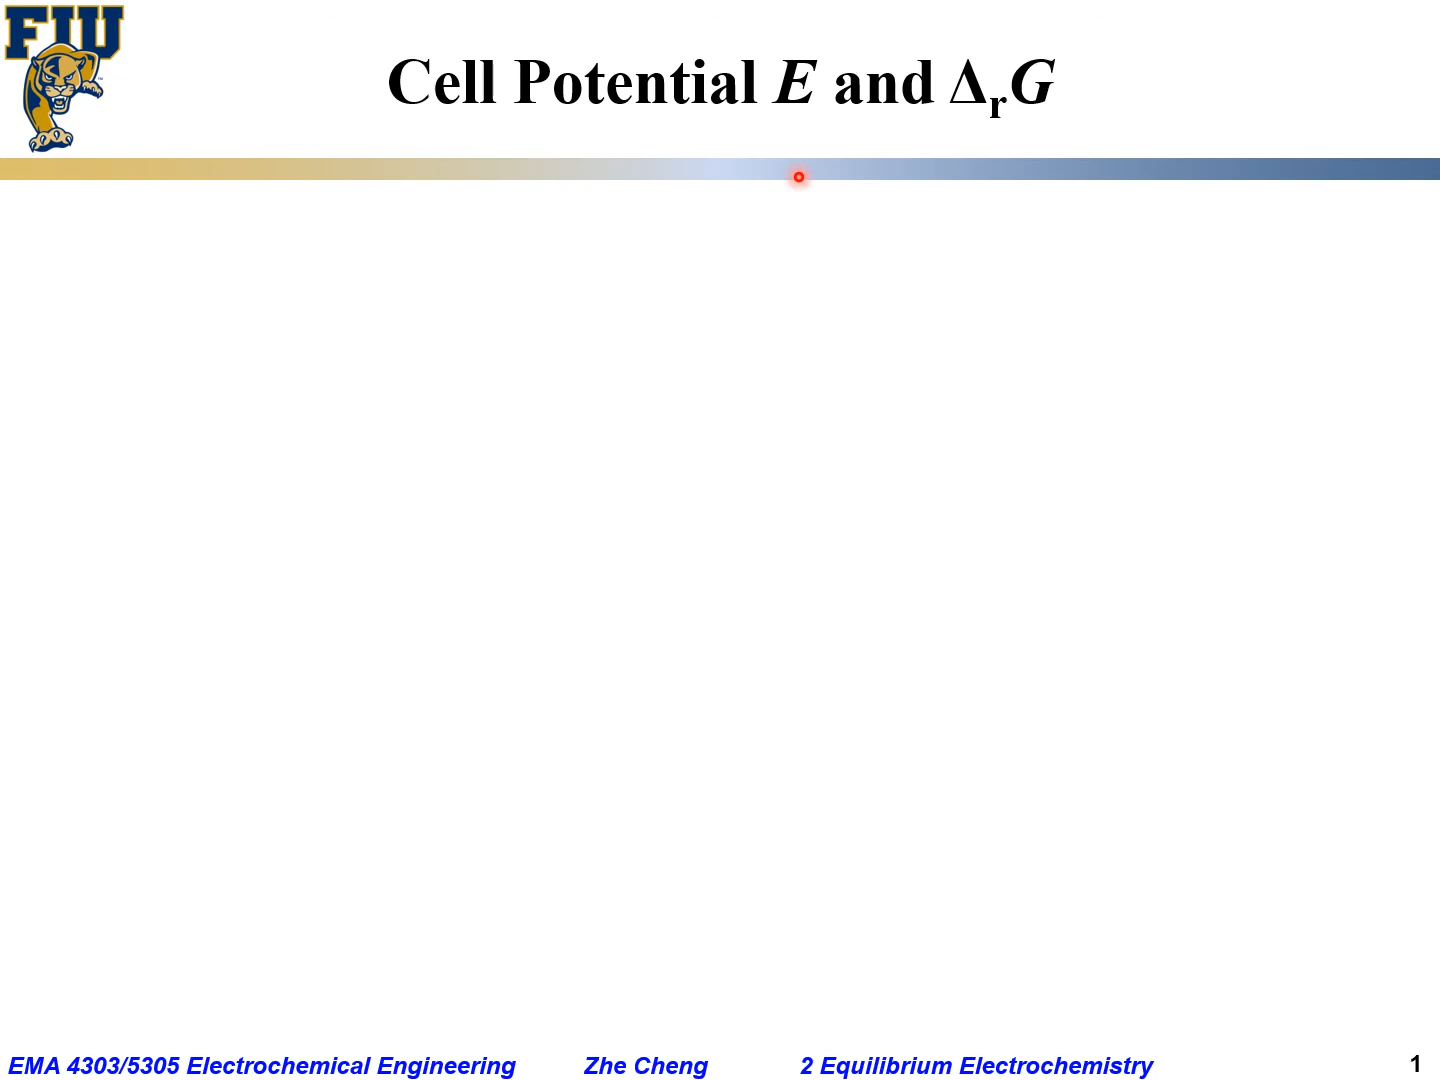 FIU
Cell Potential E and ΔrG
EMA 4303/5305 Electrochemical Engineering Zhe Cheng 2 Equilibrium Electrochemistry 1